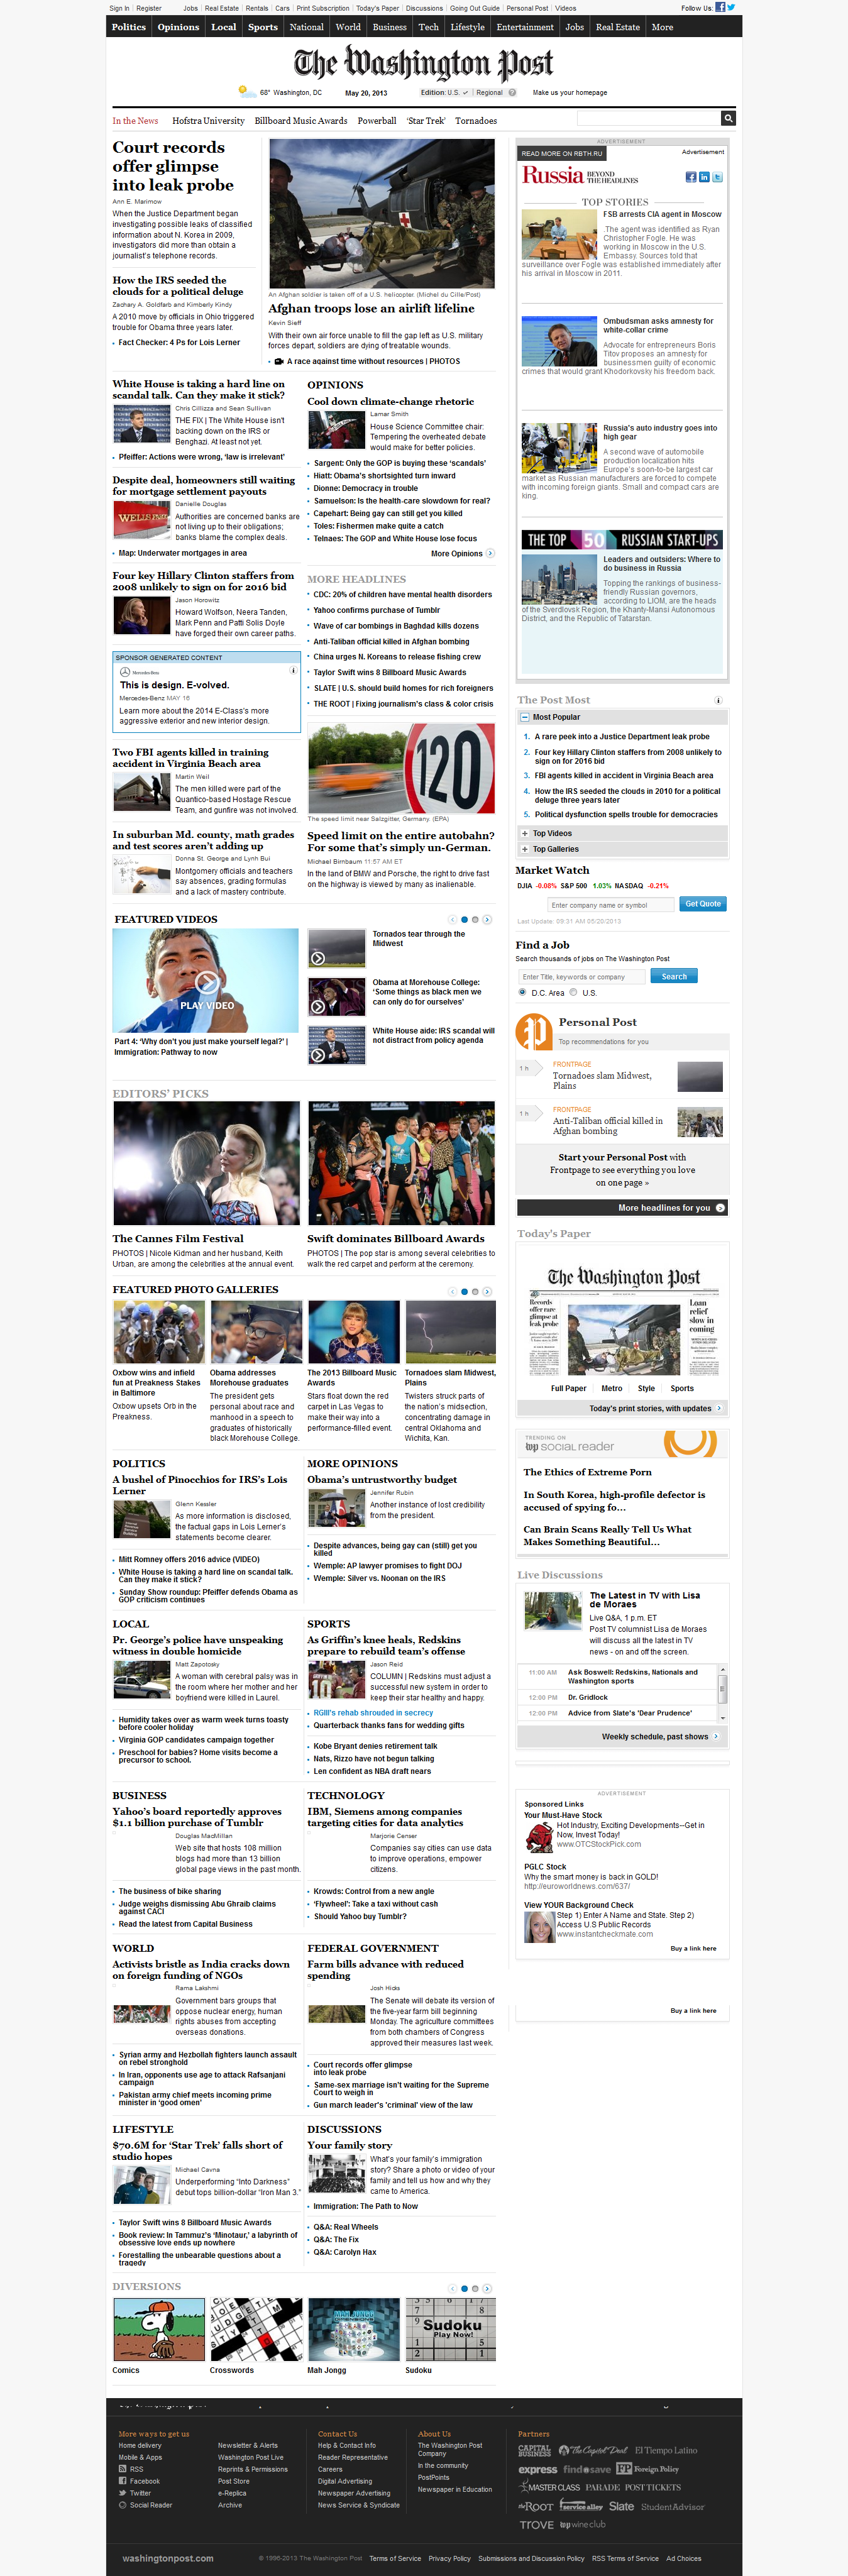 Sign In
Register
Jobs
Real Estate
Rentals
Cars
Print Subscription
Today's Paper
Discussions
Going Out Guide
Personal Post
Videos
Follow Us:
Politics
Opinions
Local
Sports
National
World
Business
Tech
Lifestyle
Entertainment
Jobs
Real Estate
More
The Washington Post
68° Washington, DC
May 20, 2013
Edition: U.S.
Regional
Make us your homepage
In the News
Hofstra University
Billboard Music Awards
Powerball
'Star Trek'
Tornadoes
Court records
offer glimpse
into leak probe
Ann E. Marimow
When the Justice Department began
investigating possible leaks of classified
information about N. Korea in 2009,
investigators did more than obtain a
journalist's telephone records.
How the IRS seeded the
clouds for a political deluge
Zachary A. Goldfarb and Kimberly Kindy
A 2010 move by officials in Ohio triggered
trouble for Obama three years later.
Fact Checker: 4 Ps for Lois Lerner
An Afghan soldier is taken off of a U.S. helicopter. (Michel du Cille/Post)
Afghan troops lose an airlift lifeline
Kevin Sieff
With their own air force unable to fill the gap left as U.S. military
forces depart, soldiers are dying of treatable wounds.
A race against time without resources | PHOTOS
White House is taking a hard line on
scandal talk. Can they make it stick?
Chris Cillizza and Sean Sullivan
THE FIX | The White House isn't
backing down on the IRS or
Benghazi. At least not yet.
Pfeiffer: Actions were wrong, 'law is irrelevant'
Despite deal, homeowners still waiting
for mortgage settlement payouts
WELLS FARGO
Danielle Douglas
Authorities are concerned banks are
not living up to their obligations;
banks blame the complex deals.
Map: Underwater mortgages in area
Four key Hillary Clinton staffers from
2008 unlikely to sign on for 2016 bid
Jason Horowitz
Howard Wolfson, Neera Tanden,
Mark Penn and Patti Solis Doyle
have forged their own career paths.
SPONSOR GENERATED CONTENT
Mercedes-Benz
This is design. E-volved.
Mercedes-Benz MAY 16
Learn more about the 2014 E-Class's more
aggressive exterior and new interior design.
Two FBI agents killed in training
accident in Virginia Beach area
Martin Weil
The men killed were part of the
Quantico-based Hostage Rescue
Team, and gunfire was not involved.
In suburban Md. county, math grades
and test scores aren't adding up
Donna St. George and Lynh Bui
Montgomery officials and teachers
say absences, grading formulas
and a lack of mastery contribute.
OPINIONS
Cool down climate-change rhetoric
Lamar Smith
House Science Committee chair:
Tempering the overheated debate
would make for better policies.
Sargent: Only the GOP is buying these 'scandals'
Hiatt: Obama's shortsighted turn inward
Dionne: Democracy in trouble
Samuelson: Is the health-care slowdown for real?
Capehart: Being gay can still get you killed
Toles: Fishermen make quite a catch
Telnaes: The GOP and White House lose focus
More Opinions
MORE HEADLINES
CDC: 20% of children have mental health disorders
Yahoo confirms purchase of Tumblr
Wave of car bombings in Baghdad kills dozens
Anti-Taliban official killed in Afghan bombing
China urges N. Koreans to release fishing crew
Taylor Swift wins 8 Billboard Music Awards
SLATE | U.S. should build homes for rich foreigners
THE ROOT | Fixing journalism's class & color crisis
120
The speed limit near Salzgitter, Germany. (EPA)
Speed limit on the entire autobahn?
For some that's simply un-German.
Michael Birnbaum 11:57 AM ET
In the land of BMW and Porsche, the right to drive fast
on the highway is viewed by many as inalienable.
FEATURED VIDEOS
PLAY VIDEO
Part 4: 'Why don't you just make yourself legal?' |
Immigration: Pathway to now
Tornados tear through the
Midwest
Obama at Morehouse College:
'Some things as black men we
can only do for ourselves'
White House aide: IRS scandal will
not distract from policy agenda
EDITORS' PICKS
The Cannes Film Festival
PHOTOS | Nicole Kidman and her husband, Keith
Urban, are among the celebrities at the annual event.
Swift dominates Billboard Awards
PHOTOS | The pop star is among several celebrities to
walk the red carpet and perform at the ceremony.
FEATURED PHOTO GALLERIES
Oxbow wins and infield
fun at Preakness Stakes
in Baltimore
Oxbow upsets Orb in the
Preakness.
Obama addresses
Morehouse graduates
The president gets
personal about race and
manhood in a speech to
graduates of historically
black Morehouse College.
The 2013 Billboard Music
Awards
Stars float down the red
carpet in Las Vegas to
make their way into a
performance-filled event.
Tornadoes slam Midwest,
Plains
Twisters struck parts of
the nation's midsection,
concentrating damage in
central Oklahoma and
Wichita, Kan.
POLITICS
A bushel of Pinocchios for IRS's Lois
Lerner
Glenn Kessler
As more information is disclosed,
the factual gaps in Lois Lerner's
statements become clearer.
Mitt Romney offers 2016 advice (VIDEO)
White House is taking a hard line on scandal talk.
Can they make it stick?
Sunday Show roundup: Pfeiffer defends Obama as
GOP criticism continues
MORE OPINIONS
Obama's untrustworthy budget
Jennifer Rubin
Another instance of lost credibility
from the president.
Despite advances, being gay can (still) get you
killed
Wemple: AP lawyer promises to fight DOJ
Wemple: Silver vs. Noonan on the IRS
LOCAL
Pr. George's police have unspeaking
witness in double homicide
Matt Zapotosky
A woman with cerebral palsy was in
the room where her mother and her
boyfriend were killed in Laurel.
Humidity takes over as warm week turns toasty
before cooler holiday
Virginia GOP candidates campaign together
Preschool for babies? Home visits become a
precursor to school.
SPORTS
As Griffin's knee heals, Redskins
prepare to rebuild team's offense
Jason Reid
COLUMN | Redskins must adjust a
successful new system in order to
keep their star healthy and happy.
RGIII's rehab shrouded in secrecy
Quarterback thanks fans for wedding gifts
Kobe Bryant denies retirement talk
Nats, Rizzo have not begun talking
Len confident as NBA draft nears
BUSINESS
Yahoo's board reportedly approves
$1.1 billion purchase of Tumblr
Douglas MacMillan
Web site that hosts 108 million
blogs had more than 13 billion
global page views in the past month.
The business of bike sharing
Judge weighs dismissing Abu Ghraib claims
against CACI
Read the latest from Capital Business
TECHNOLOGY
IBM, Siemens among companies
targeting cities for data analytics
Marjorie Censer
Companies say cities can use data
to improve operations, empower
citizens.
Krowds: Control from a new angle
'Flywheel': Take a taxi without cash
Should Yahoo buy Tumblr?
WORLD
Activists bristle as India cracks down
on foreign funding of NGOs
Rama Lakshmi
Government bars groups that
oppose nuclear energy, human
rights abuses from accepting
overseas donations.
Syrian army and Hezbollah fighters launch assault
on rebel stronghold
In Iran, opponents use age to attack Rafsanjani
campaign
Pakistan army chief meets incoming prime
minister in 'good omen'
FEDERAL GOVERNMENT
Farm bills advance with reduced
spending
Josh Hicks
The Senate will debate its version of
the five-year farm bill beginning
Monday. The agriculture committees
from both chambers of Congress
approved their measures last week.
Court records offer glimpse
into leak probe
Same-sex marriage isn't waiting for the Supreme
Court to weigh in
Gun march leader's 'criminal' view of the law
LIFESTYLE
$70.6M for 'Star Trek' falls short of
studio hopes
Michael Cavna
Underperforming "Into Darkness"
debut tops billion-dollar "Iron Man 3."
Taylor Swift wins 8 Billboard Music Awards
Book review: In Tammuz's 'Minotaur,' a labyrinth of
obsessive love ends up nowhere
Forestalling the unbearable questions about a
tragedy
DISCUSSIONS
Your family story
What's your family's immigration
story? Share a photo or video of your
family and tell us how and why they
came to America.
Immigration: The Path to Now
Q&A: Real Wheels
Q&A: The Fix
Q&A: Carolyn Hax
DIVERSIONS
Comics
Crosswords
MAH JONGG
Mah Jongg
Sudoku
Play Now!
Sudoku
ADVERTISEMENT
READ MORE ON RBTH.RU
Advertisement
Russia BEYOND
THE HEADLINES
TOP STORIES
FSB arrests CIA agent in Moscow
.The agent was identified as Ryan
Christopher Fogle. He was
working in Moscow in the U.S.
Embassy. Sources told that
surveillance over Fogle was established immediately after
his arrival in Moscow in 2011.
Ombudsman asks amnesty for
white-collar crime
Advocate for entrepreneurs Boris
Titov proposes an amnesty for
businessmen guilty of economic
crimes that would grant Khodorkovsky his freedom back.
Russia's auto industry goes into
high gear
A second wave of automobile
production localization hits
Europe's soon-to-be largest car
market as Russian manufacturers are forced to compete
with incoming foreign giants. Small and compact cars are
king.
THE TOP 50 RUSSIAN START-UPS
Leaders and outsiders: Where to
do business in Russia
Topping the rankings of business-
friendly Russian governors,
according to LIOM, are the heads
of the Sverdlovsk Region, the Khanty-Mansi Autonomous
District, and the Republic of Tatarstan.
The Post Most
Most Popular
1. A rare peek into a Justice Department leak probe
2. Four key Hillary Clinton staffers from 2008 unlikely to
sign on for 2016 bid
3. FBI agents killed in accident in Virginia Beach area
4. How the IRS seeded the clouds in 2010 for a political
deluge three years later
5. Political dysfunction spells trouble for democracies
Top Videos
Top Galleries
Market Watch
DJIA -0.08% S&P 500 1.03% NASDAQ -0.21%
Enter company name or symbol
Get Quote
Last Update: 09:31 AM 05/20/2013
Find a Job
Search thousands of jobs on The Washington Post
Enter Title, keywords or company
Search
D.C. Area
U.S.
Personal Post
Top recommendations for you
1 h
FRONTPAGE
Tornadoes slam Midwest,
Plains
1 h
FRONTPAGE
Anti-Taliban official killed in
Afghan bombing
Start your Personal Post with
Frontpage to see everything you love
on one page »
More headlines for you
Today's Paper
The Washington Post
Records
offer rare
glimpse at
leak probe
Loan
relief
slow in
coming
Full Paper
Metro
Style
Sports
Today's print stories, with updates
TRENDING ON
wp social reader
The Ethics of Extreme Porn
In South Korea, high-profile defector is
accused of spying fo...
Can Brain Scans Really Tell Us What
Makes Something Beautiful...
Live Discussions
The Latest in TV with Lisa
de Moraes
Live Q&A, 1 p.m. ET
Post TV columnist Lisa de Moraes
will discuss all the latest in TV
news - on and off the screen.
11:00 AM Ask Boswell: Redskins, Nationals and
Washington sports
12:00 PM Dr. Gridlock
12:00 PM Advice from Slate's 'Dear Prudence'
Weekly schedule, past shows
ADVERTISEMENT
Sponsored Links
Your Must-Have Stock
Hot Industry, Exciting Developments--Get in
Now, Invest Today!
www.OTCStockPick.com
PGLC Stock
Why the smart money is back in GOLD!
http://euroworldnews.com/637/
View YOUR Background Check
Step 1) Enter A Name and State. Step 2)
Access U.S Public Records
www.instantcheckmate.com
Buy a link here
Buy a link here
More ways to get us
Home delivery
Mobile & Apps
RSS
Facebook
Twitter
Social Reader
Newsletter & Alerts
Washington Post Live
Reprints & Permissions
Post Store
e-Replica
Archive
Contact Us
Help & Contact Info
Reader Representative
Careers
Digital Advertising
Newspaper Advertising
News Service & Syndicate
About Us
The Washington Post
Company
In the community
PostPoints
Newspaper in Education
Partners
CAPITAL
BUSINESS
The Capitol Deal
El Tiempo Latino
express
findnsave
FP Foreign Policy
MASTER CLASS
PARADE
POST TICKETS
the ROOT
service alley
Slate
StudentAdvisor
TROVE
wp wine club
washingtonpost.com
© 1996-2013 The Washington Post
Terms of Service
Privacy Policy
Submissions and Discussion Policy
RSS Terms of Service
Ad Choices